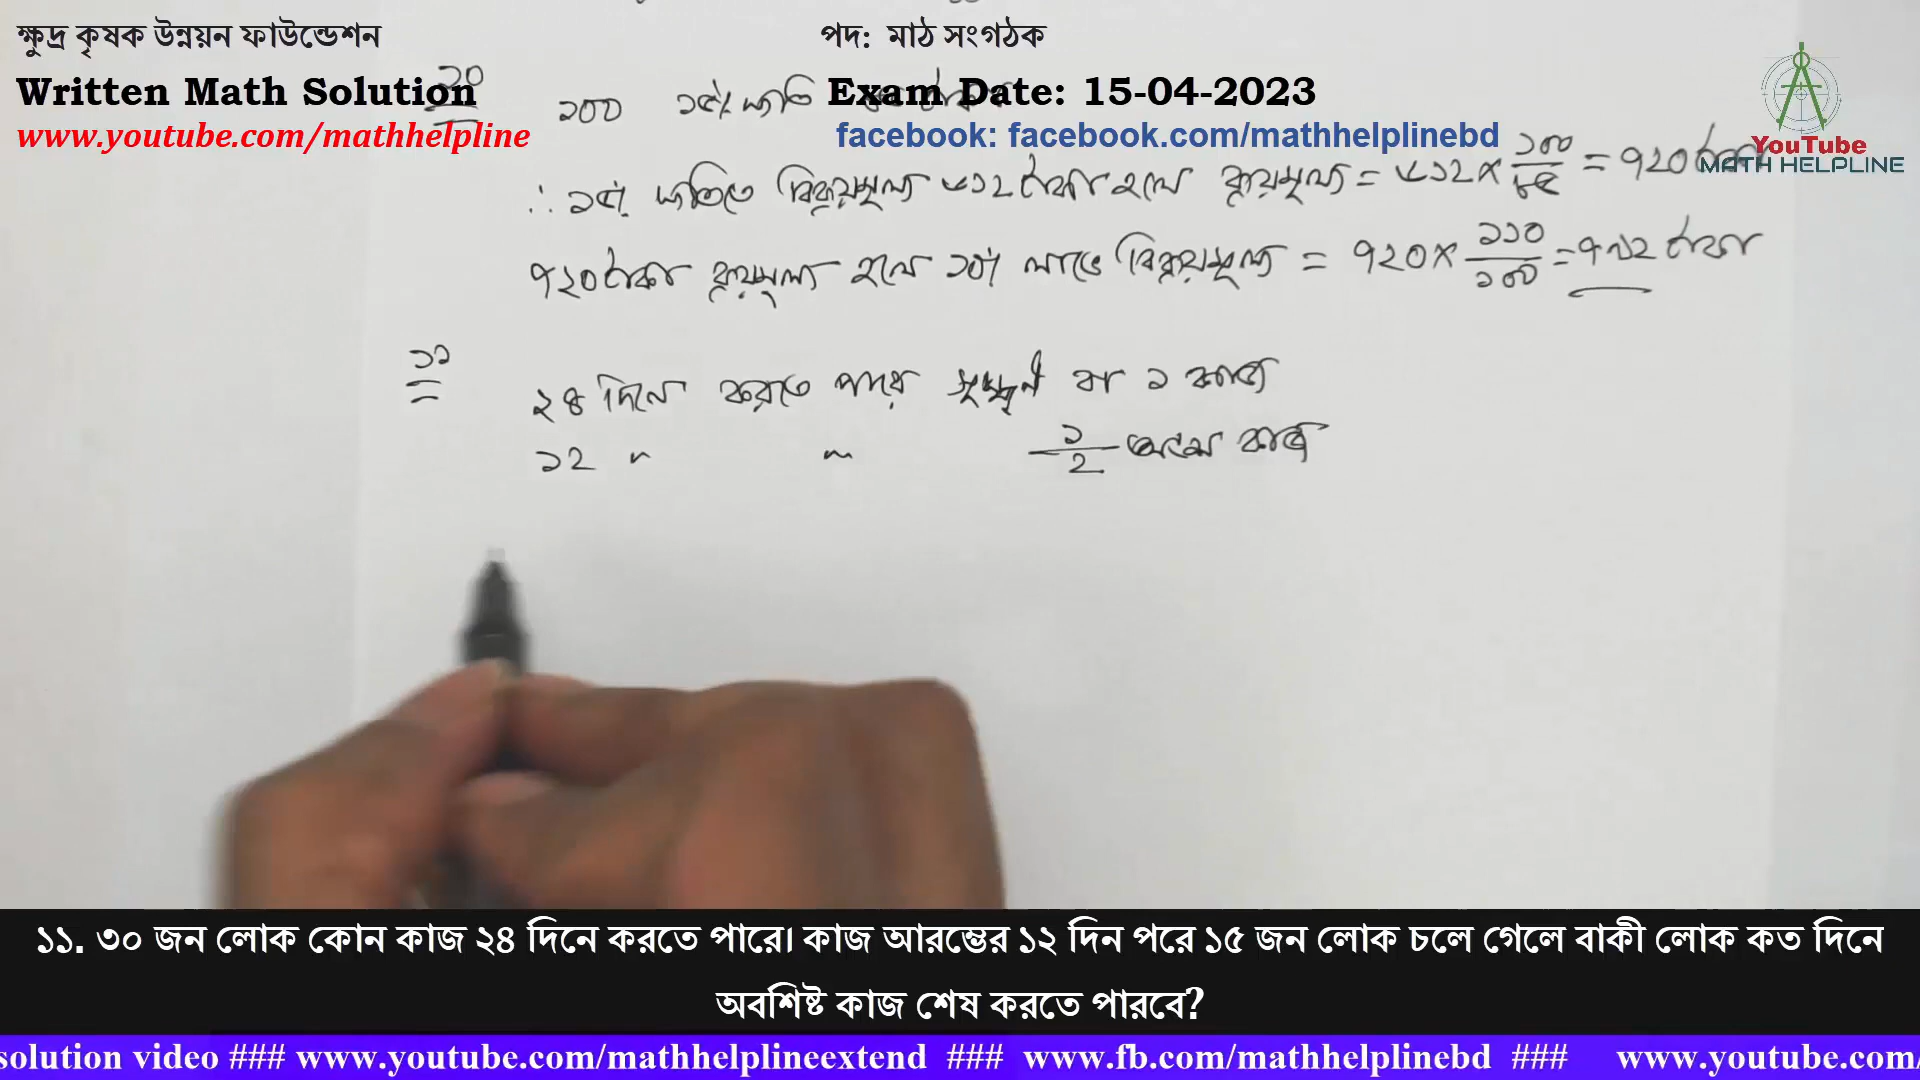 ক্ষুদ্র কৃষক উন্নয়ন ফাউন্ডেশন
পদ: মাঠ সংগঠক
Written Math Solution
Exam Date: 15-04-2023
www.youtube.com/mathhelpline
facebook: facebook.com/mathhelplinebd
YouTube
MATH HELPLINE
১০
১০০ ১৫% ক্ষতি
∴ ১৫% ক্ষতিতে বিক্রয়মূল্য ৬১২ টাকা হলে ক্রয়মূল্য = ৬১২ × ১০০/৮৫ = ৭২০ টাকা
৭২০ টাকা ক্রয়মূল্য হলে ১০% লাভে বিক্রয়মূল্য = ৭২০ × ১১০/১০০ = ৭৯২ টাকা
১১
২৪ দিনে করতে পারে সম্পূর্ণ বা ১ কাজ
১২ " " ১/২ অংশ কাজ
১১. ৩০ জন লোক কোন কাজ ২৪ দিনে করতে পারে। কাজ আরম্ভের ১২ দিন পরে ১৫ জন লোক চলে গেলে বাকী লোক কত দিনে
অবশিষ্ট কাজ শেষ করতে পারবে?
solution video ### www.youtube.com/mathhelplineextend ### www.fb.com/mathhelplinebd ### www.youtube.com/